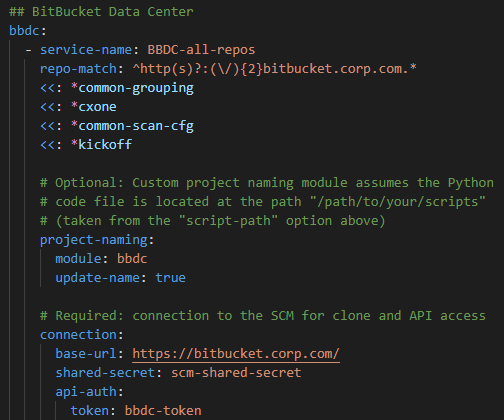 ## BitBucket Data Center
bbdc:
- service-name: BBDC-all-repos
repo-match: ^http(s)?:(\/){2}bitbucket.corp.com.*
<<: *common-grouping
<<: *cxone
<<: *common-scan-cfg
<<: *kickoff
# Optional: Custom project naming module assumes the Python
# code file is located at the path "/path/to/your/scripts"
# (taken from the "script-path" option above)
project-naming:
module: bbdc
update-name: true
# Required: connection to the SCM for clone and API access
connection:
base-url: https://bitbucket.corp.com/
shared-secret: scm-shared-secret
api-auth:
token: bbdc-token